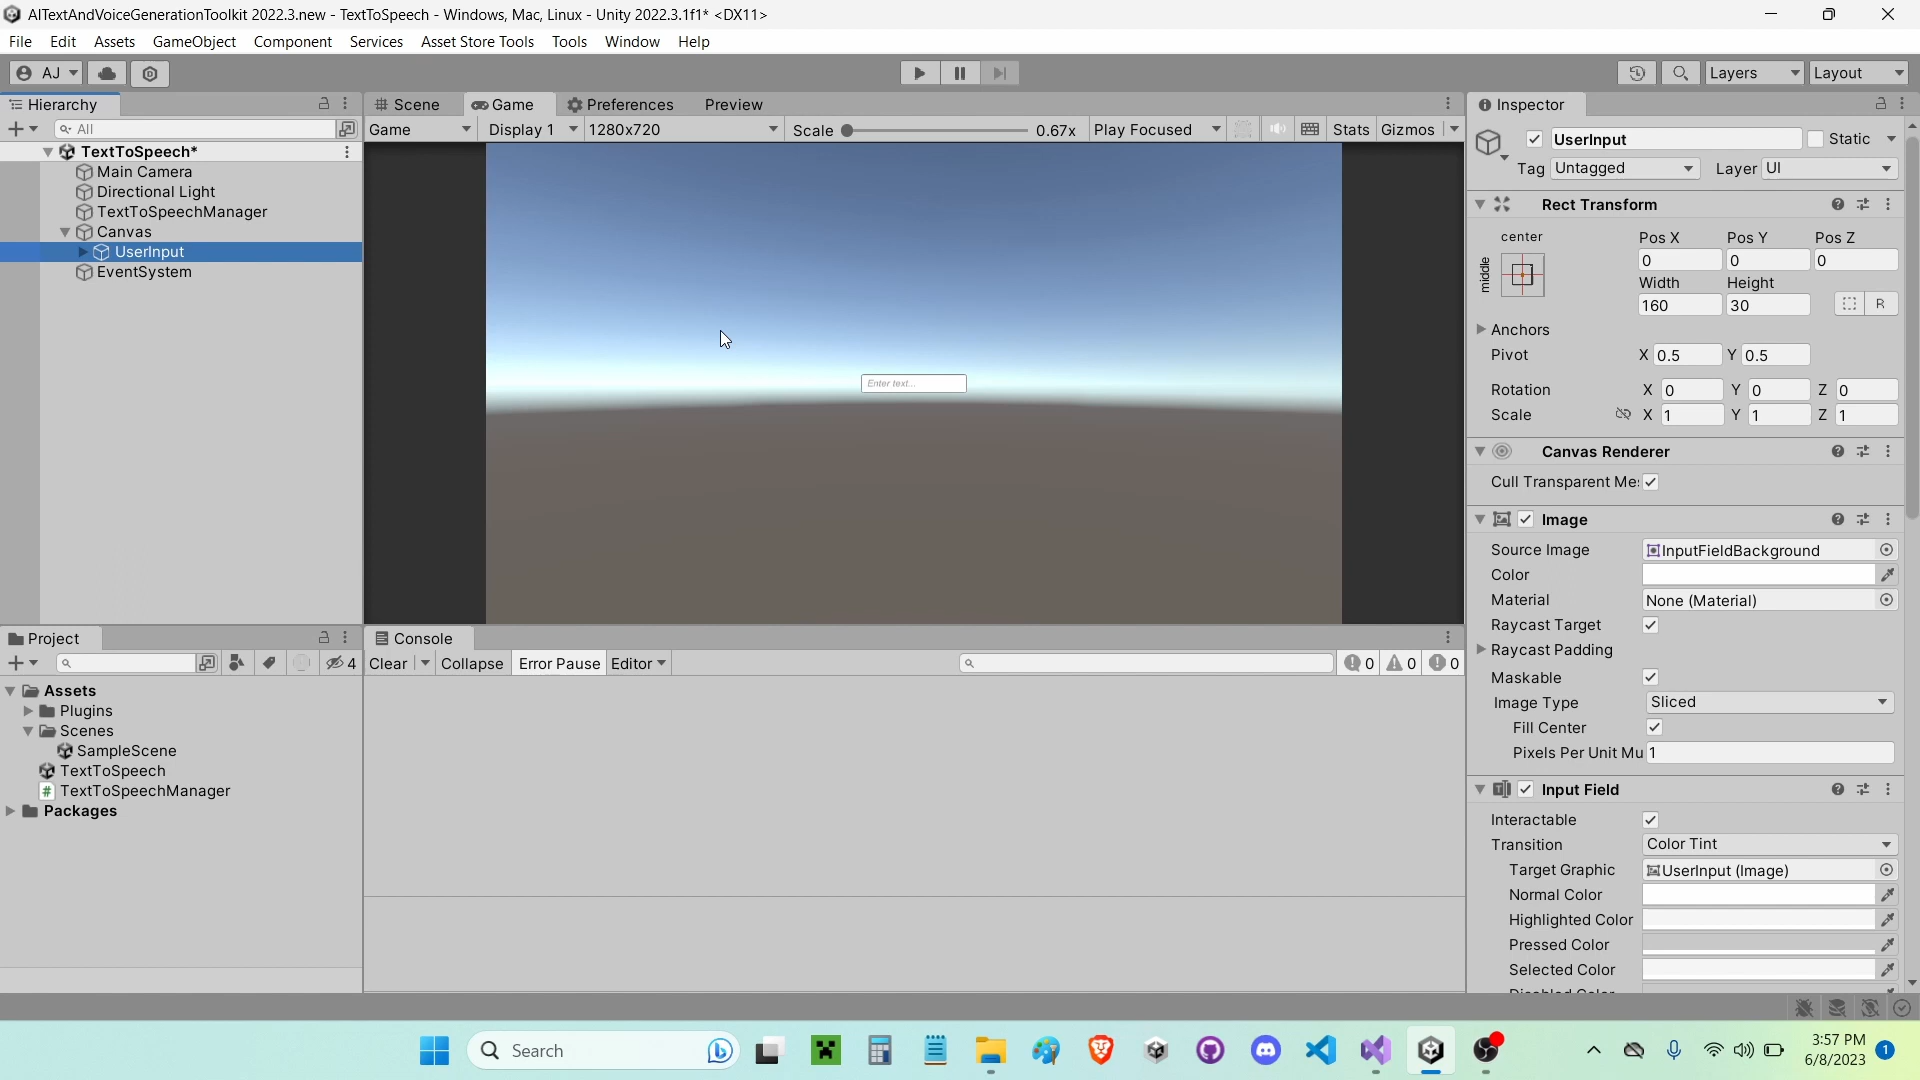 AITextAndVoiceGenerationToolkit 2022.3.new - TextToSpeech - Windows, Mac, Linux - Unity 2022.3.1f1* <DX11>
File Edit Assets GameObject Component Services Asset Store Tools Tools Window Help
AJ Layers Layout
Hierarchy
All
TextToSpeech*
Main Camera
Directional Light
TextToSpeechManager
Canvas
UserInput
EventSystem
Scene Game Preferences Preview
Game Display 1 1280x720 Scale 0.67x Play Focused Stats Gizmos
Enter text...
Project
4
Assets
Plugins
Scenes
SampleScene
TextToSpeech
TextToSpeechManager
Packages
Console
Clear Collapse Error Pause Editor 0 0 0
Inspector
UserInput Static
Tag Untagged Layer UI
Rect Transform
center
middle
Pos X Pos Y Pos Z
0 0 0
Width Height
160 30 R
Anchors
Pivot X 0.5 Y 0.5
Rotation X 0 Y 0 Z 0
Scale X 1 Y 1 Z 1
Canvas Renderer
Cull Transparent Me
Image
Source Image InputFieldBackground
Color
Material None (Material)
Raycast Target
Raycast Padding
Maskable
Image Type Sliced
Fill Center
Pixels Per Unit Mu 1
Input Field
Interactable
Transition Color Tint
Target Graphic UserInput (Image)
Normal Color
Highlighted Color
Pressed Color
Selected Color
Search
3:57 PM
6/8/2023
1